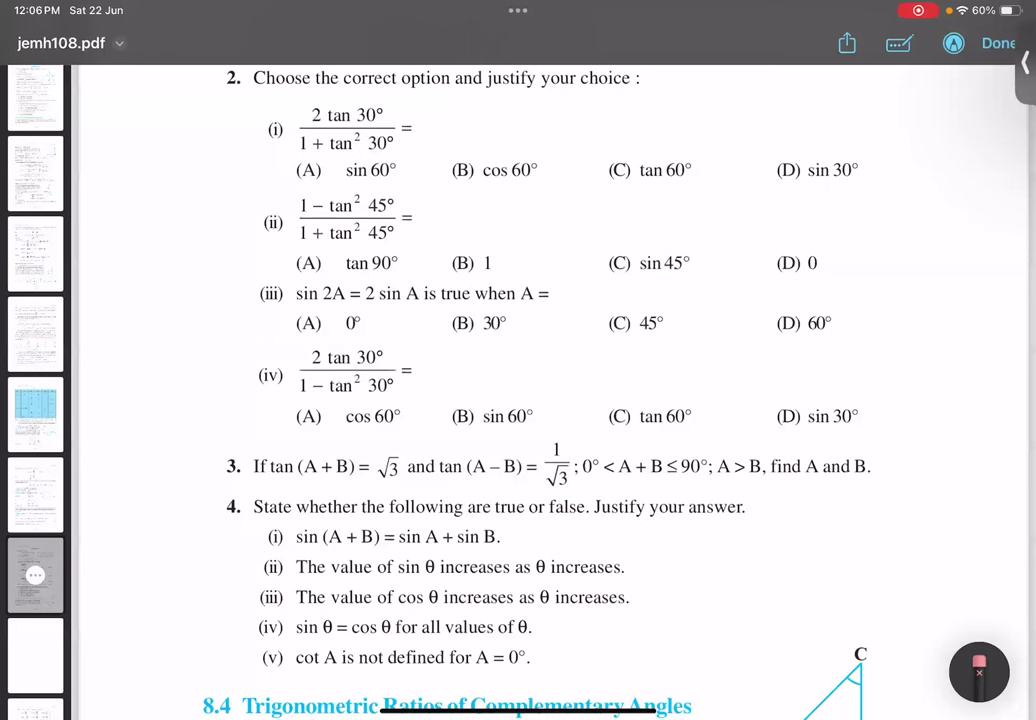 12:06 PM Sat 22 Jun
60%
jemh108.pdf
Done
2. Choose the correct option and justify your choice :
(i) 2 tan 30° / 1 + tan² 30° =
(A) sin 60° (B) cos 60° (C) tan 60° (D) sin 30°
(ii) 1 − tan² 45° / 1 + tan² 45° =
(A) tan 90° (B) 1 (C) sin 45° (D) 0
(iii) sin 2A = 2 sin A is true when A =
(A) 0° (B) 30° (C) 45° (D) 60°
(iv) 2 tan 30° / 1 − tan² 30° =
(A) cos 60° (B) sin 60° (C) tan 60° (D) sin 30°
3. If tan (A + B) = √3 and tan (A – B) = 1/√3 ; 0° < A + B ≤ 90°; A > B, find A and B.
4. State whether the following are true or false. Justify your answer.
(i) sin (A + B) = sin A + sin B.
(ii) The value of sin θ increases as θ increases.
(iii) The value of cos θ increases as θ increases.
(iv) sin θ = cos θ for all values of θ.
(v) cot A is not defined for A = 0°.
C
8.4 Trigonometric Ratios of Complementary Angles